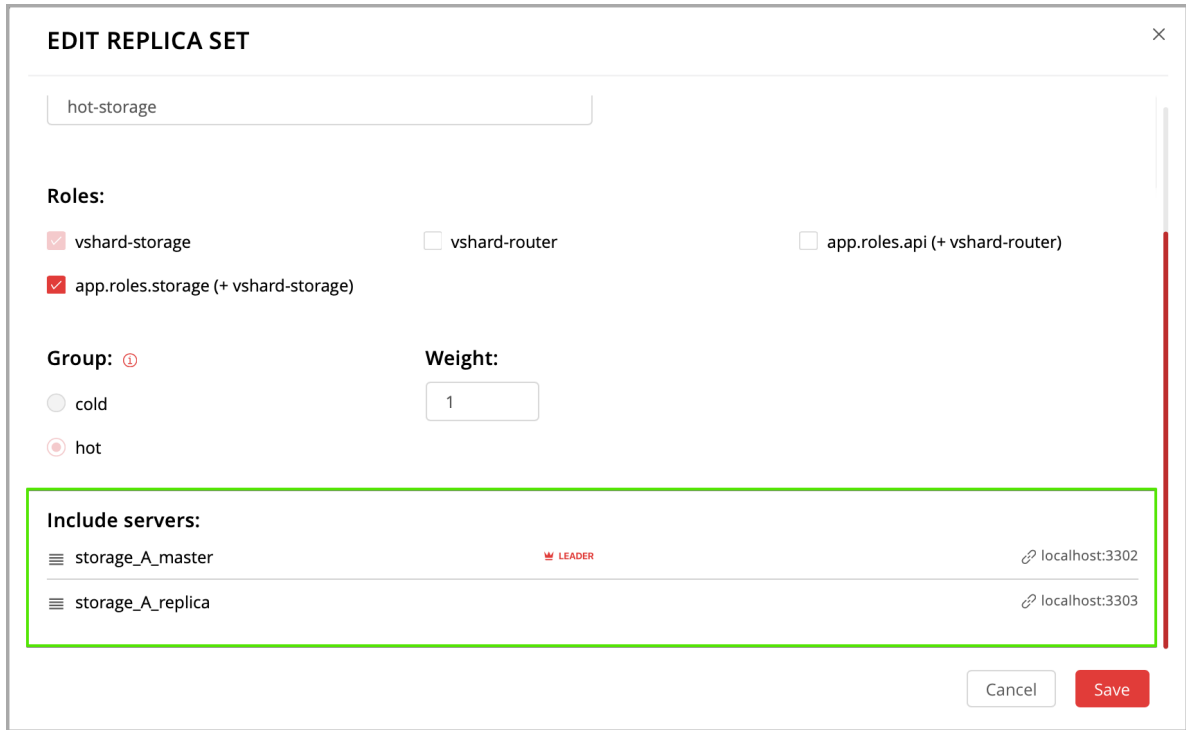 EDIT REPLICA SET
hot-storage
Roles:
vshard-storage vshard-router app.roles.api (+ vshard-router)
app.roles.storage (+ vshard-storage)
Group: Weight:
cold 1
hot
Include servers:
storage_A_master LEADER localhost:3302
storage_A_replica localhost:3303
Cancel Save